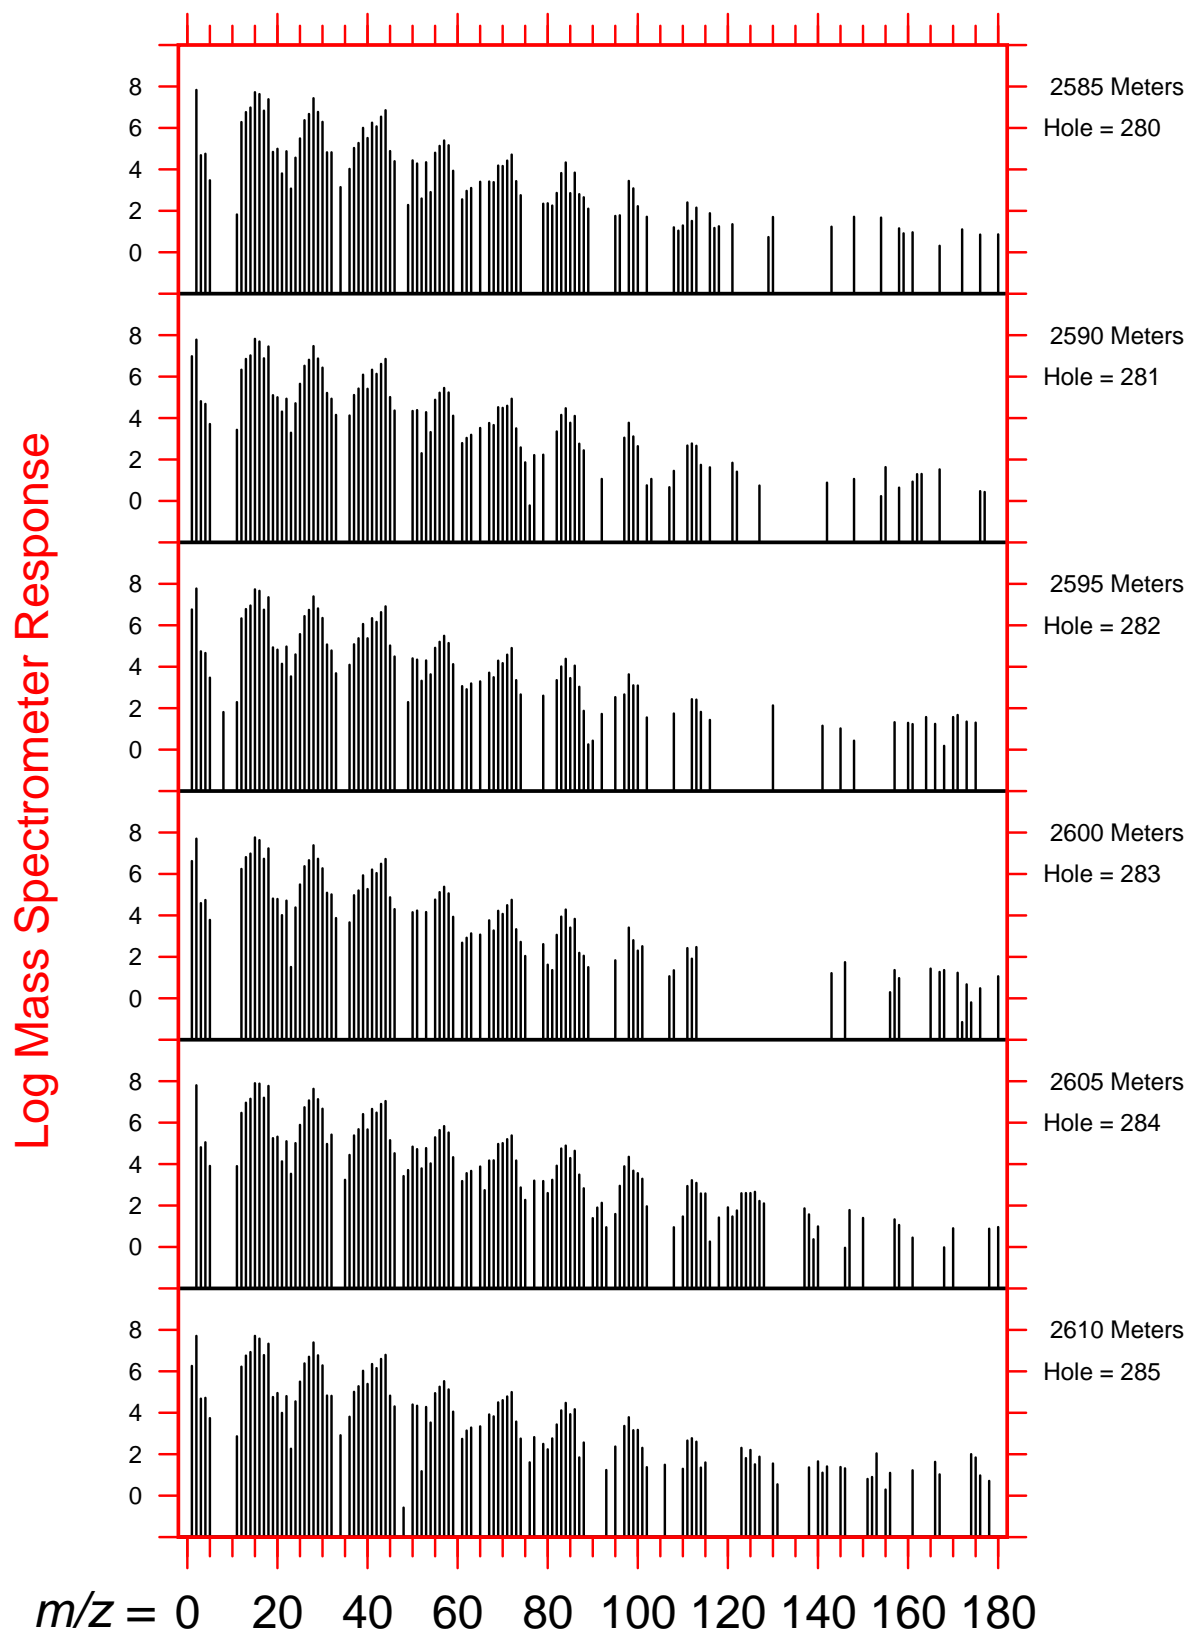 8
6
4
2
0
2585 Meters
Hole = 280
8
6
4
2
0
2590 Meters
Hole = 281
8
6
4
2
0
2595 Meters
Hole = 282
8
6
4
2
0
2600 Meters
Hole = 283
8
6
4
2
0
2605 Meters
Hole = 284
8
6
4
2
0
2610 Meters
Hole = 285
Log Mass Spectrometer Response
m/z = 0 20 40 60 80 100 120 140 160 180